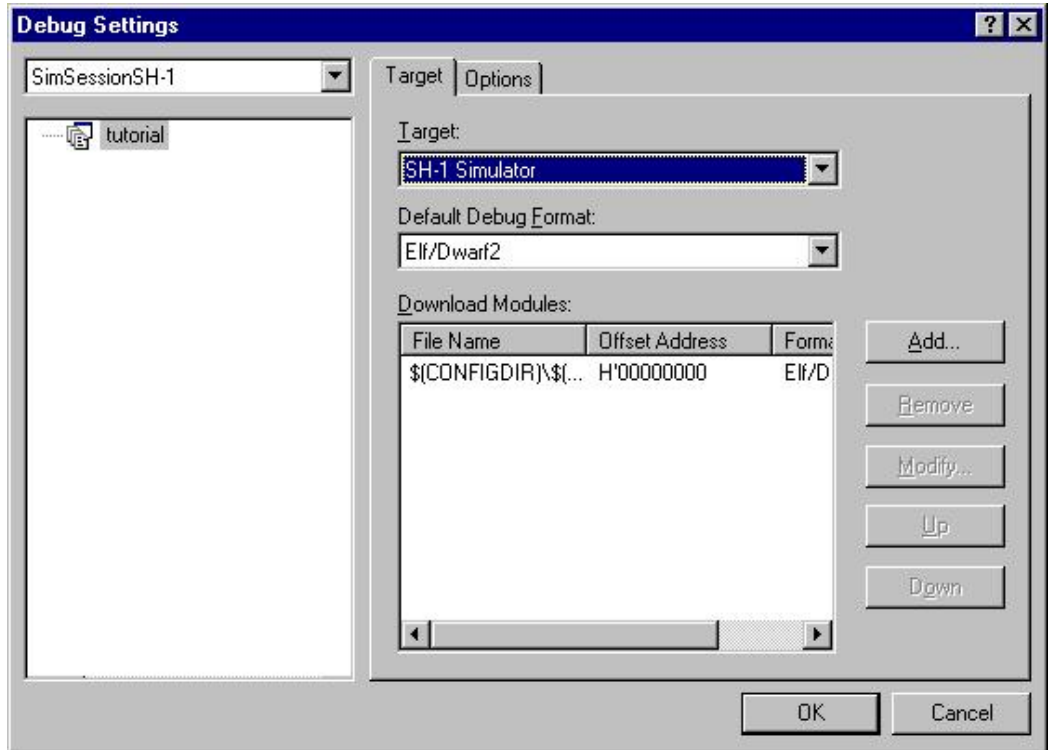 Debug Settings
SimSessionSH-1
tutorial
Target Options
Target:
SH-1 Simulator
Default Debug Format:
Elf/Dwarf2
Download Modules:
File Name Offset Address Forma
$(CONFIGDIR)\$(... H'00000000 Elf/D
Add...
Remove
Modify...
Up
Down
OK Cancel